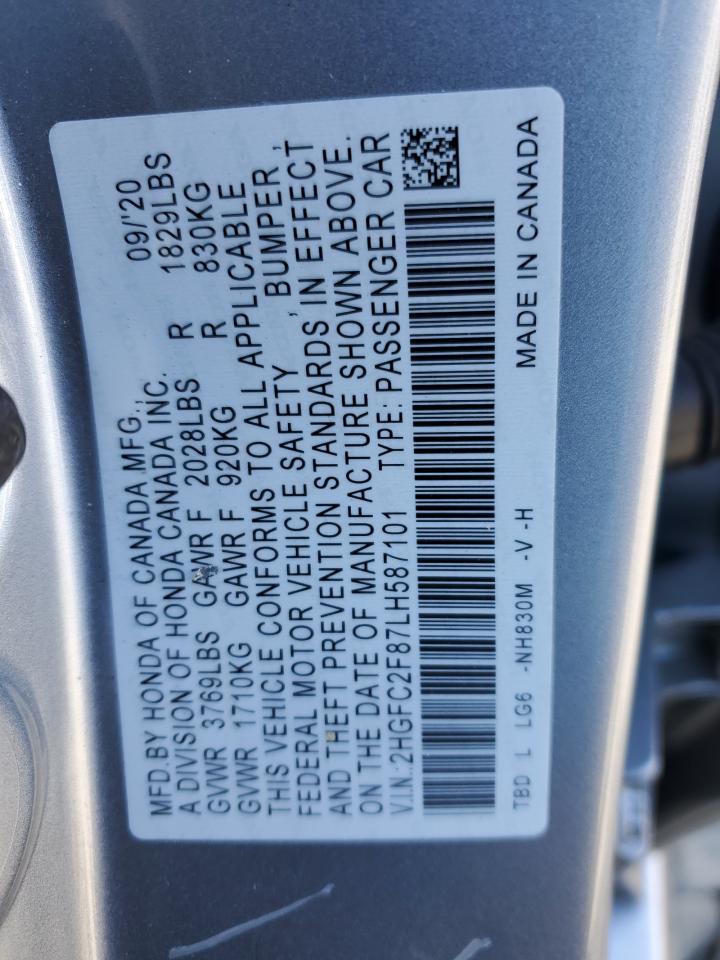 MFD.BY HONDA OF CANADA MFG., 09/'20
A DIVISION OF HONDA CANADA INC.
GVWR 3769LBS GAWR F 2028LBS R 1829LBS
GVWR 1710KG GAWR F 920KG R 830KG
THIS VEHICLE CONFORMS TO ALL APPLICABLE
FEDERAL MOTOR VEHICLE SAFETY , BUMPER ,
AND THEFT PREVENTION STANDARDS IN EFFECT
ON THE DATE OF MANUFACTURE SHOWN ABOVE.
V.I.N.:2HGFC2F87LH587101 TYPE: PASSENGER CAR
TBD L LG6 -NH830M -V -H MADE IN CANADA